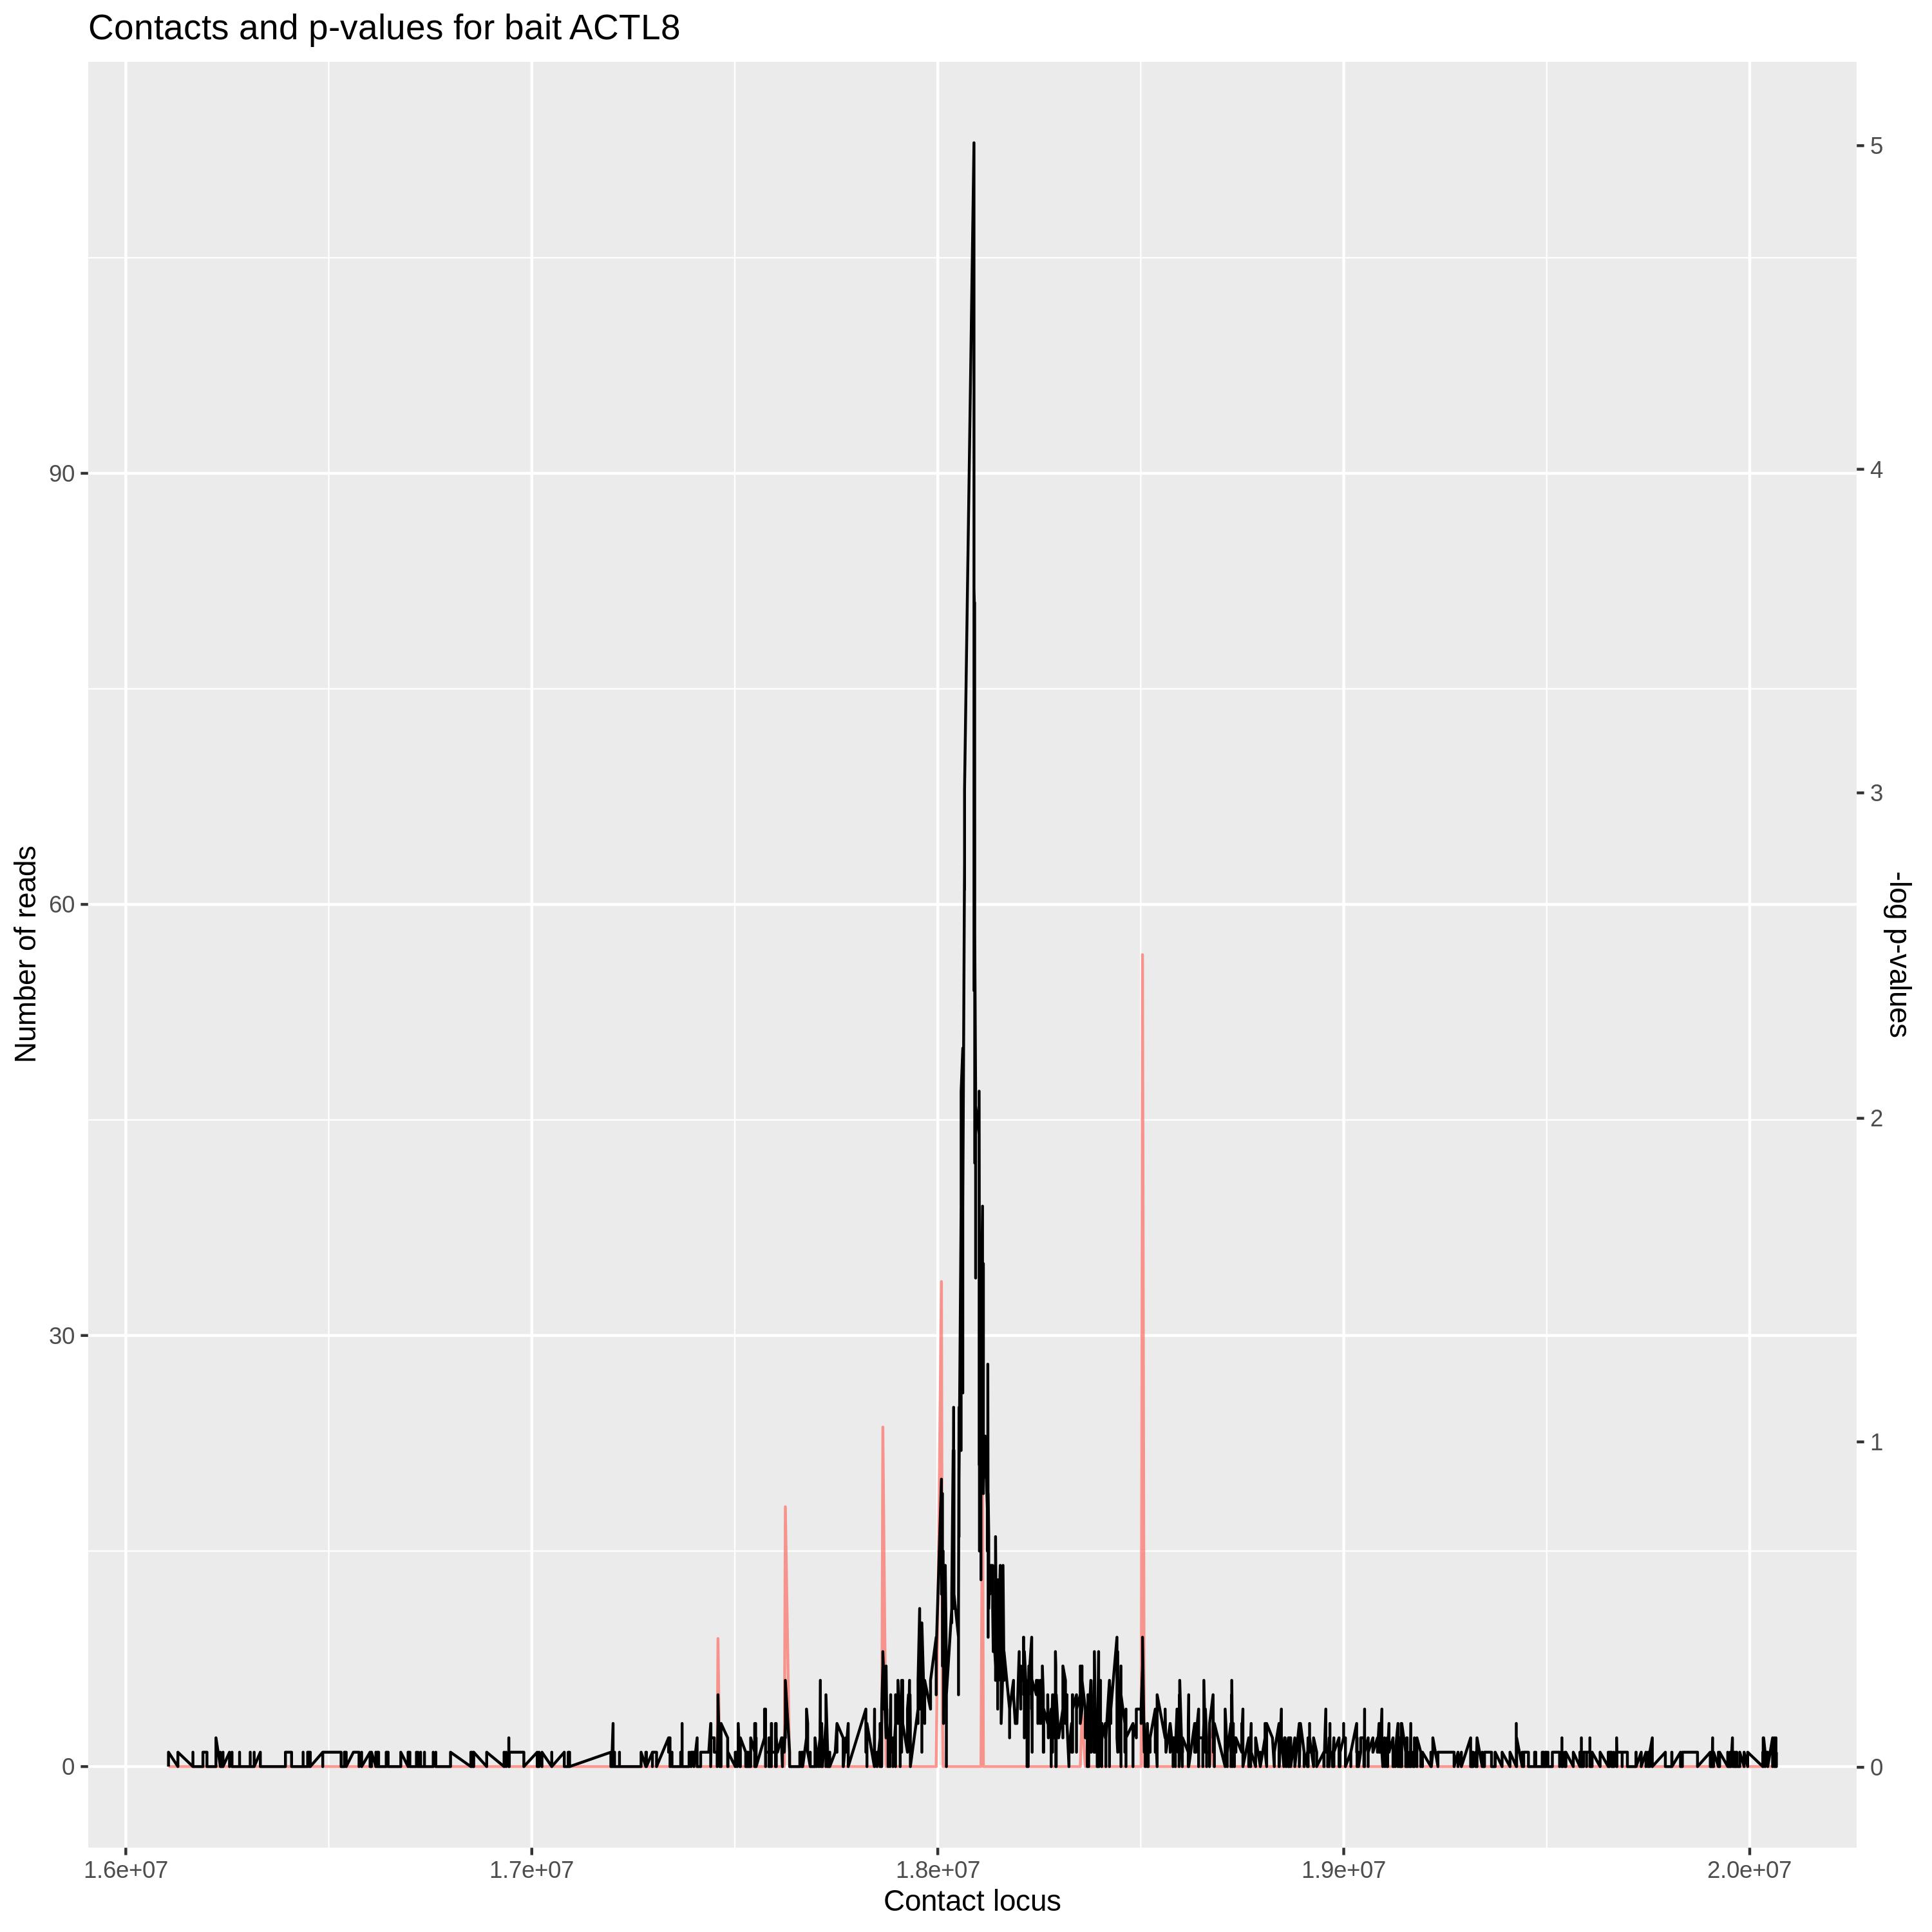 Contacts and p-values for bait ACTL8
Number of reads
90
60
30
0
5
4
3
2
1
0
-log p-values
1.6e+07 1.7e+07 1.8e+07 1.9e+07 2.0e+07
Contact locus